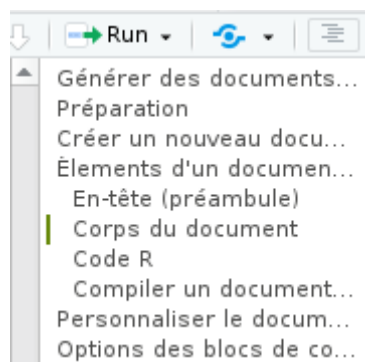 Run
Générer des documents...
Préparation
Créer un nouveau docu...
Élements d'un documen...
En-tête (préambule)
Corps du document
Code R
Compiler un document...
Personnaliser le docum...
Options des blocs de co...